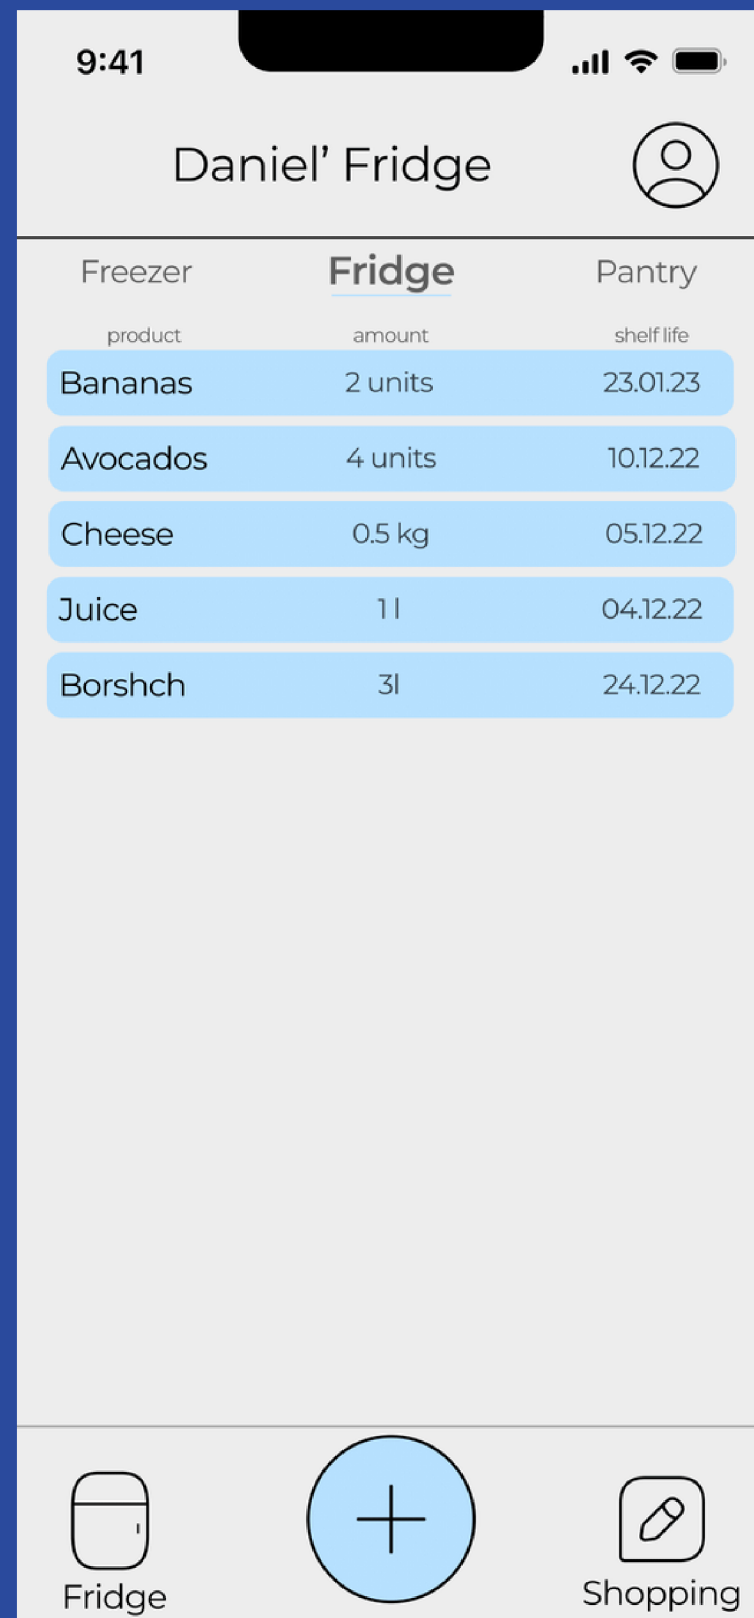 9:41
Daniel’ Fridge
Freezer Fridge Pantry
product amount shelf life
Bananas 2 units 23.01.23
Avocados 4 units 10.12.22
Cheese 0.5 kg 05.12.22
Juice 1 l 04.12.22
Borshch 3l 24.12.22
Fridge Shopping